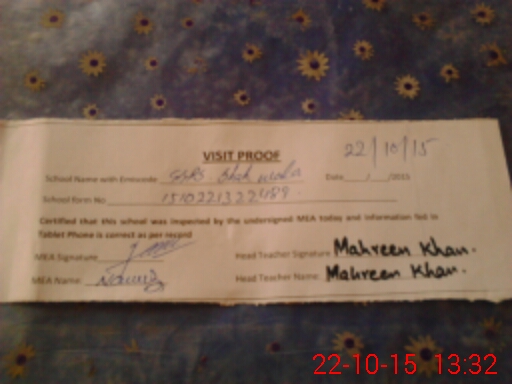 VISIT PROOF
22/10/15
School Name with Emiscode
Date / /2015
School form No
Certified that this school was inspected by the undersigned MEA today and information fed in
Tablet Phone is correct as per record
MEA Signature
Head Teacher Signature Mahreen Khan.
MEA Name:
Head Teacher Name: Mahreen Khan.
22-10-15 13:32